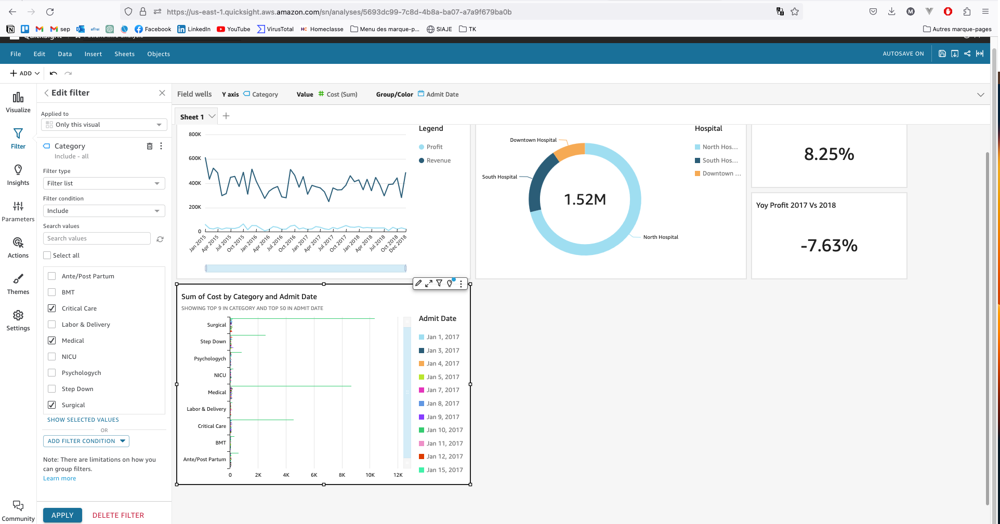 https://us-east-1.quicksight.aws.amazon.com/sn/analyses/5693dc99-7c8d-4b8a-ba07-a7a9f679ba0b
sep
efrei
Facebook
LinkedIn
YouTube
VirusTotal
HC Homeclasse
Menu des marque-p...
SIAJE
TK
Autres marque-pages
QuickSight
File Edit Data Insert Sheets Objects
AUTOSAVE ON
ADD
Visualize
Filter
Insights
Parameters
Actions
Themes
Settings
Community
Edit filter
Applied to
Only this visual
Category
Include - all
Filter type
Filter list
Filter condition
Include
Search values
Search values
Select all
Ante/Post Partum
BMT
Critical Care
Labor & Delivery
Medical
NICU
Psychologych
Step Down
Surgical
SHOW SELECTED VALUES
OR
ADD FILTER CONDITION
Note: There are limitations on how you
can group filters.
Learn more
APPLY
DELETE FILTER
Field wells Y axis Category Value Cost (Sum) Group/Color Admit Date
Sheet 1
800K
600K
400K
200K
0
Jan 2015
Apr 2015
Jul 2015
Oct 2015
Jan 2016
Apr 2016
Jul 2016
Oct 2016
Jan 2017
Apr 2017
Jul 2017
Oct 2017
Jan 2018
Apr 2018
Jul 2018
Oct 2018
Dec 2018
Legend
Profit
Revenue
Downtown Hospital
South Hospital
1.52M
North Hospital
Hospital
North Hos...
South Hos...
Downtown ...
8.25%
Yoy Profit 2017 Vs 2018
-7.63%
Sum of Cost by Category and Admit Date
SHOWING TOP 9 IN CATEGORY AND TOP 50 IN ADMIT DATE
Surgical
Step Down
Psychologych
NICU
Medical
Labor & Delivery
Critical Care
BMT
Ante/Post Partum
0 2K 4K 6K 8K 10K 12K
Admit Date
Jan 1, 2017
Jan 3, 2017
Jan 4, 2017
Jan 5, 2017
Jan 7, 2017
Jan 8, 2017
Jan 9, 2017
Jan 10, 2017
Jan 11, 2017
Jan 12, 2017
Jan 15, 2017